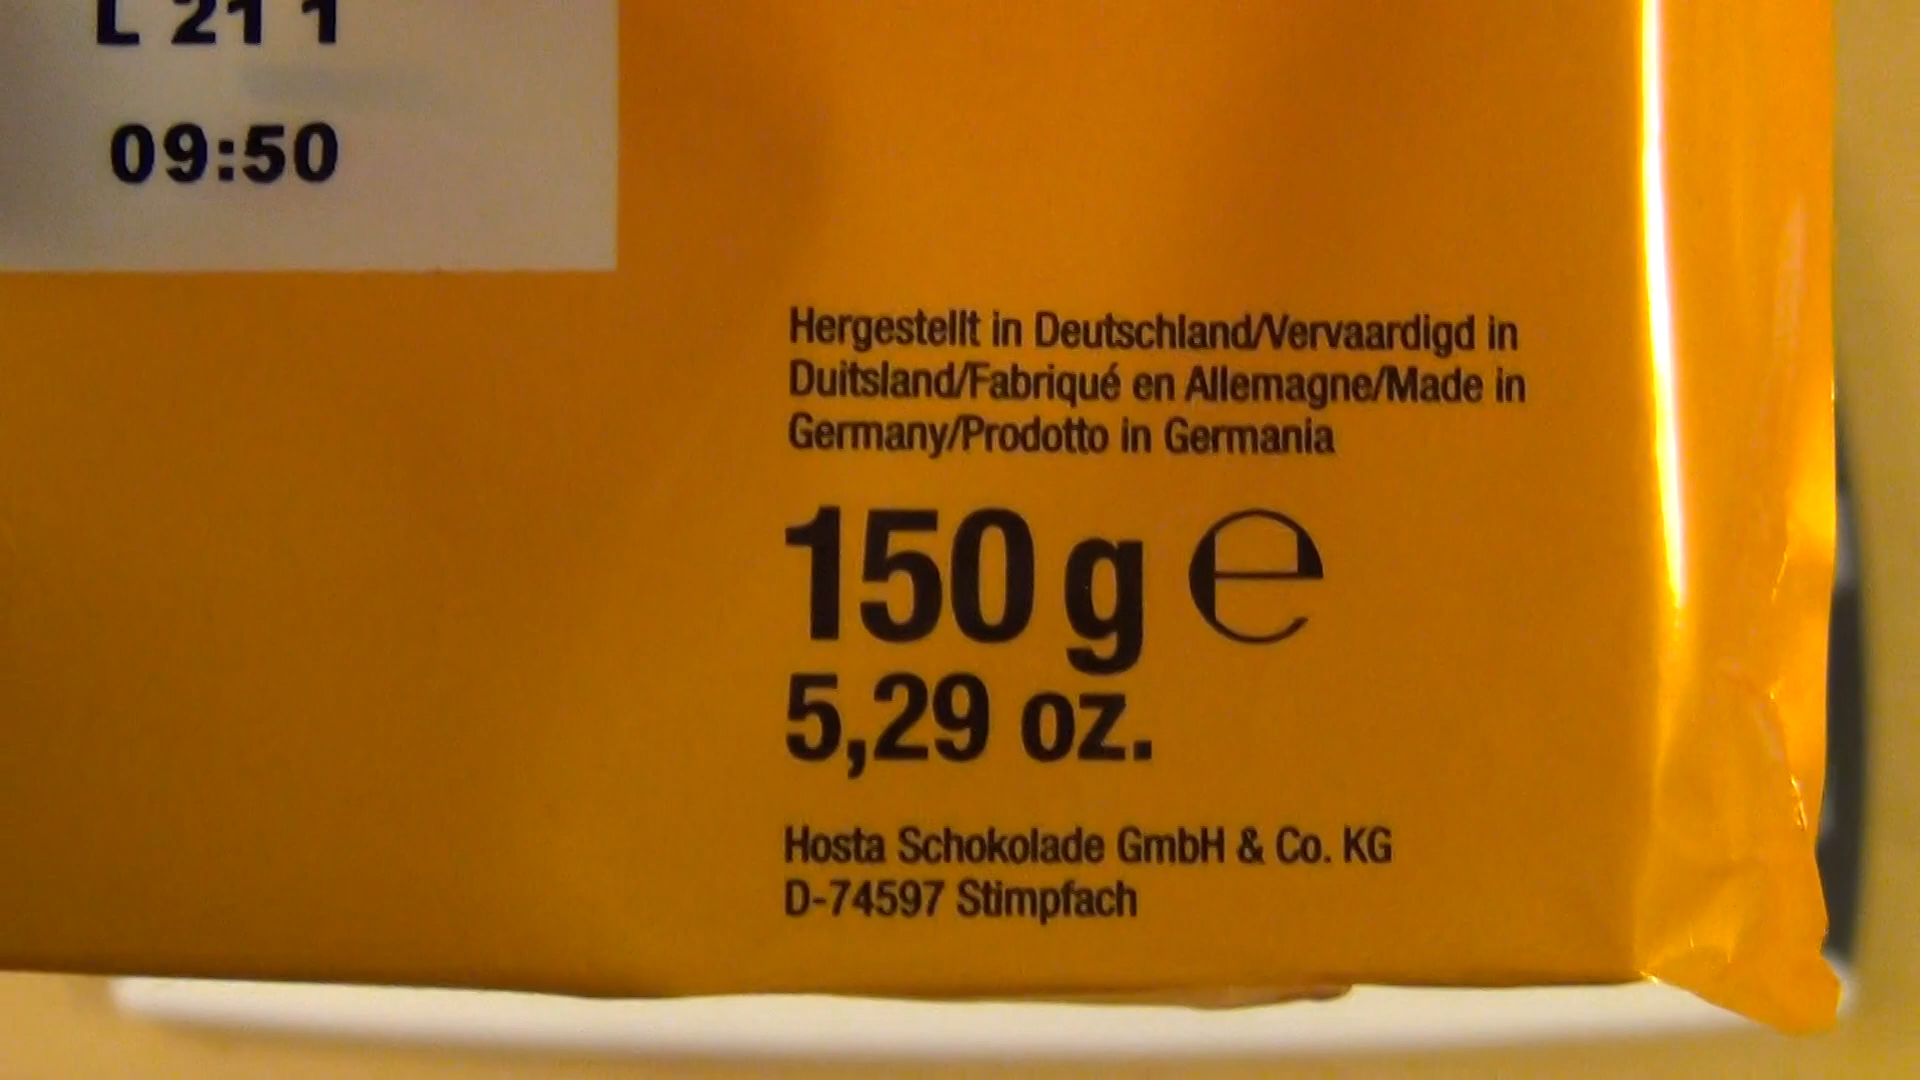 L 21 1
09:50
Hergestellt in Deutschland/Vervaardigd in
Duitsland/Fabriqué en Allemagne/Made in
Germany/Prodotto in Germania
150 g ℮
5,29 oz.
Hosta Schokolade GmbH & Co. KG
D-74597 Stimpfach